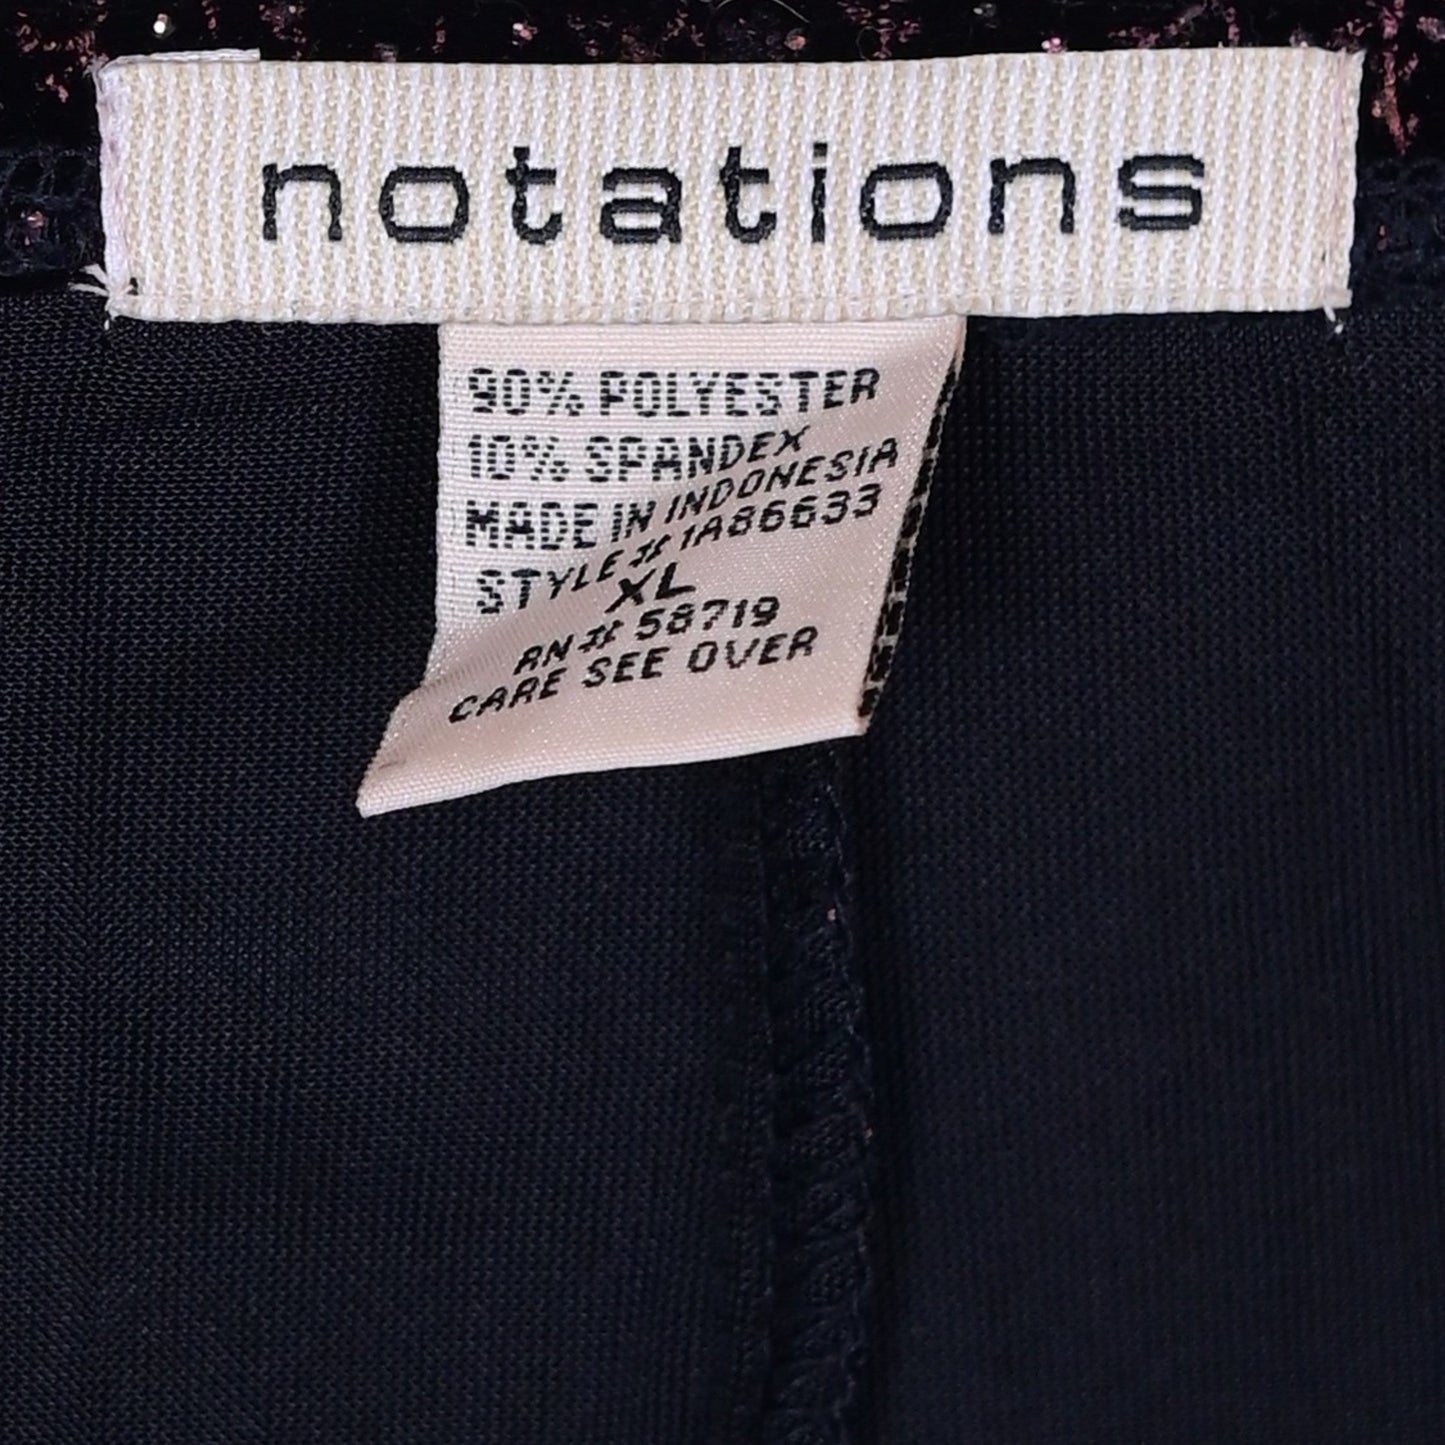 notations
90% POLYESTER
10% SPANDEX
MADE IN INDONESIA
STYLE# 1A86633
XL
RN# 58719
CARE SEE OVER